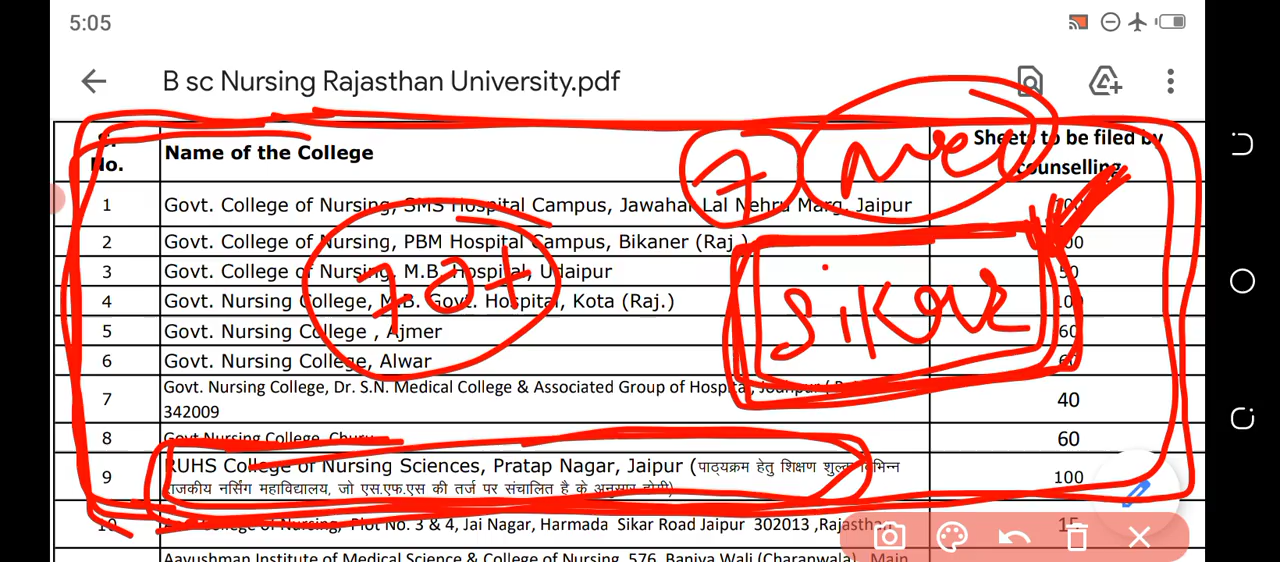 5:05
B sc Nursing Rajasthan University.pdf
No. Name of the College Sheets to be filed by counselling
7 New
1 Govt. College of Nursing, SMS Hospital Campus, Jawahar Lal Nehru Marg, Jaipur
2 Govt. College of Nursing, PBM Hospital Campus, Bikaner (Raj.)
3 Govt. College of Nursing, M.B. Hospital, Udaipur 50
4 Govt. Nursing College, M.B. Govt. Hospital, Kota (Raj.) 100
5 Govt. Nursing College , Ajmer 60
6 Govt. Nursing College, Alwar 60
Sikar
7 Govt. Nursing College, Dr. S.N. Medical College & Associated Group of Hospital, Jodhpur
342009 40
8 Govt Nursing College, Churu 60
9 RUHS College of Nursing Sciences, Pratap Nagar, Jaipur (पाठ्यक्रम हेतु शिक्षण शुल्क विभिन्न
राजकीय नर्सिंग महाविद्यालय, जो एस.एफ.एस की तर्ज पर संचालित है के अनुसार होगी) 100
10 College of Nursing, Plot No. 3 & 4, Jai Nagar, Harmada Sikar Road Jaipur 302013 ,Rajasthan 15
Aayushman Institute of Medical Science & College of Nursing, 576, Baniya Wali (Charanwala), Main